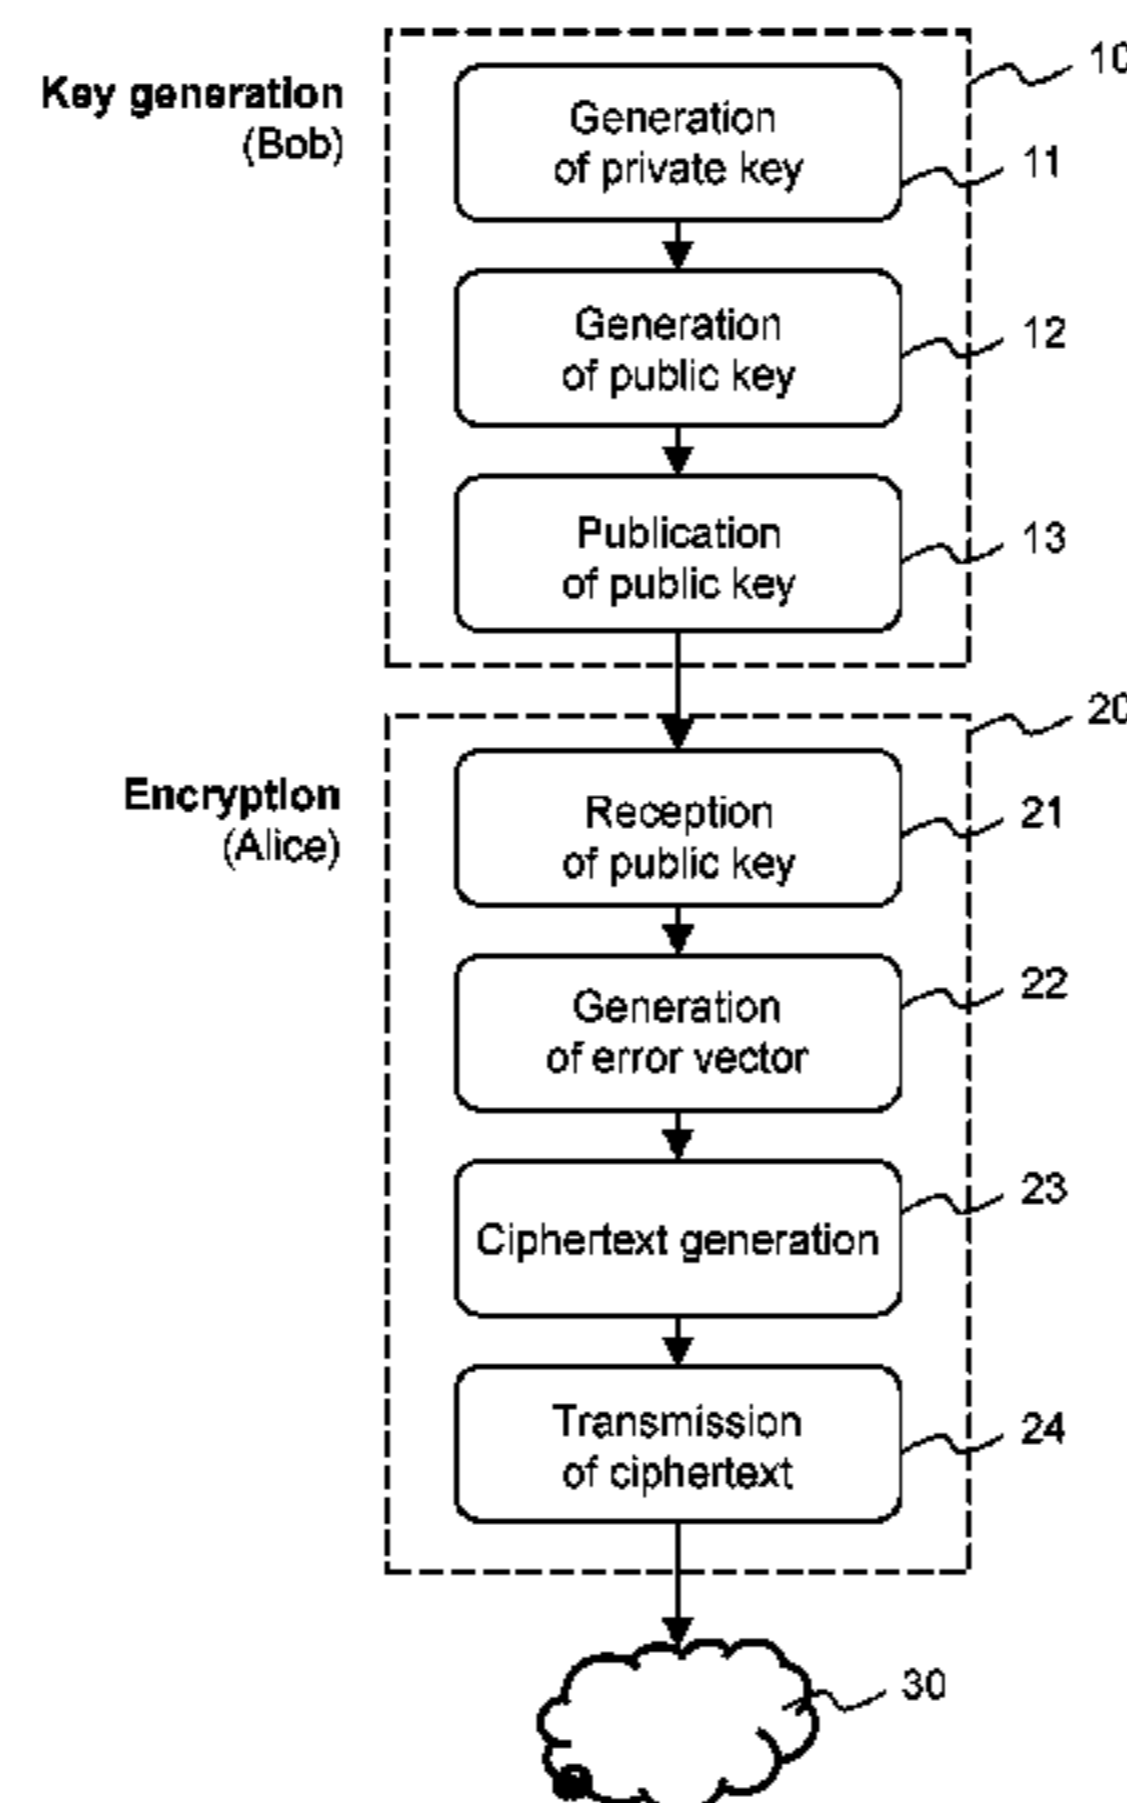 Key generation
(Bob)
10
Generation
of private key
11
Generation
of public key
12
Publication
of public key
13
20
Encryption
(Alice)
Reception
of public key
21
Generation
of error vector
22
Ciphertext generation
23
Transmission
of ciphertext
24
30